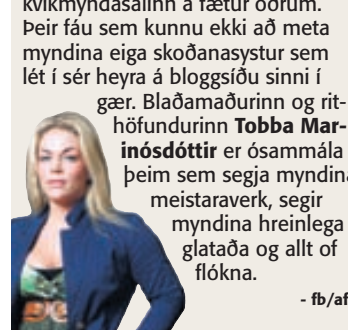 kvikmyndasalinn á fætur öðrum.
Þeir fáu sem kunnu ekki að meta
myndina eiga skoðanasystur sem
lét í sér heyra á bloggsíðu sinni í
gær. Blaðamaðurinn og rit-
höfundurinn Tobba Mar-
inósdóttir er ósammála
þeim sem segja myndina
meistaraverk, segir
myndina hreinlega
glataða og allt of
flókna.
- fb/af